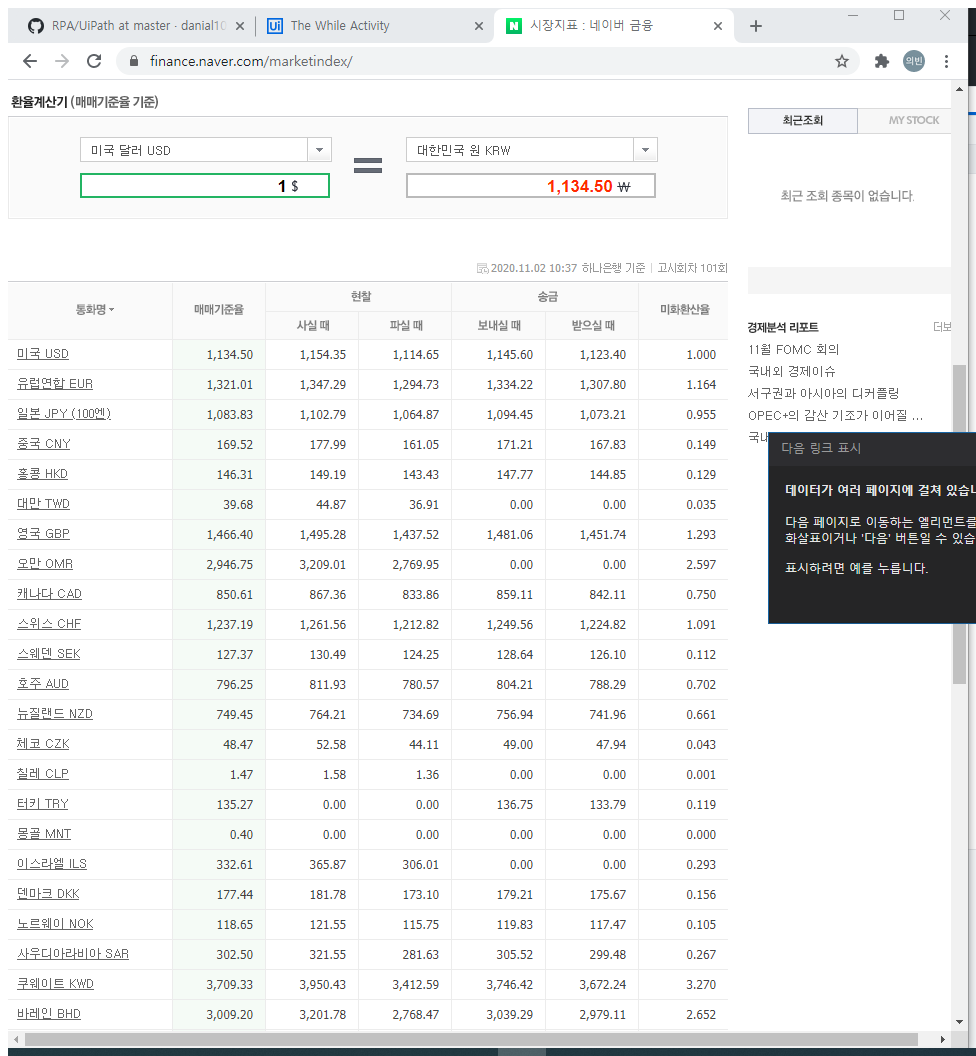 RPA/UiPath at master · danial10
The While Activity
시장지표 : 네이버 금융
finance.naver.com/marketindex/
의빈
환율계산기 (매매기준율 기준)
최근조회 MY STOCK
미국 달러 USD 대한민국 원 KRW
1 $ = 1,134.50 ₩
최근 조회 종목이 없습니다.
2020.11.02 10:37 하나은행 기준 | 고시회차 101회
통화명 매매기준율 현찰 송금 미화환산율
사실 때 파실 때 보내실 때 받으실 때
미국 USD 1,134.50 1,154.35 1,114.65 1,145.60 1,123.40 1.000
유럽연합 EUR 1,321.01 1,347.29 1,294.73 1,334.22 1,307.80 1.164
일본 JPY (100엔) 1,083.83 1,102.79 1,064.87 1,094.45 1,073.21 0.955
중국 CNY 169.52 177.99 161.05 171.21 167.83 0.149
홍콩 HKD 146.31 149.19 143.43 147.77 144.85 0.129
대만 TWD 39.68 44.87 36.91 0.00 0.00 0.035
영국 GBP 1,466.40 1,495.28 1,437.52 1,481.06 1,451.74 1.293
오만 OMR 2,946.75 3,209.01 2,769.95 0.00 0.00 2.597
캐나다 CAD 850.61 867.36 833.86 859.11 842.11 0.750
스위스 CHF 1,237.19 1,261.56 1,212.82 1,249.56 1,224.82 1.091
스웨덴 SEK 127.37 130.49 124.25 128.64 126.10 0.112
호주 AUD 796.25 811.93 780.57 804.21 788.29 0.702
뉴질랜드 NZD 749.45 764.21 734.69 756.94 741.96 0.661
체코 CZK 48.47 52.58 44.11 49.00 47.94 0.043
칠레 CLP 1.47 1.58 1.36 0.00 0.00 0.001
터키 TRY 135.27 0.00 0.00 136.75 133.79 0.119
몽골 MNT 0.40 0.00 0.00 0.00 0.00 0.000
이스라엘 ILS 332.61 365.87 306.01 0.00 0.00 0.293
덴마크 DKK 177.44 181.78 173.10 179.21 175.67 0.156
노르웨이 NOK 118.65 121.55 115.75 119.83 117.47 0.105
사우디아라비아 SAR 302.50 321.55 281.63 305.52 299.48 0.267
쿠웨이트 KWD 3,709.33 3,950.43 3,412.59 3,746.42 3,672.24 3.270
바레인 BHD 3,009.20 3,201.78 2,768.47 3,039.29 2,979.11 2.652
경제분석 리포트 더보
11월 FOMC 회의
국내외 경제이슈
서구권과 아시아의 디커플링
OPEC+의 감산 기조가 이어질 ...
국내
다음 링크 표시
데이터가 여러 페이지에 걸쳐 있습니
다음 페이지로 이동하는 엘리먼트를
화살표이거나 '다음' 버튼일 수 있습
표시하려면 예를 누릅니다.